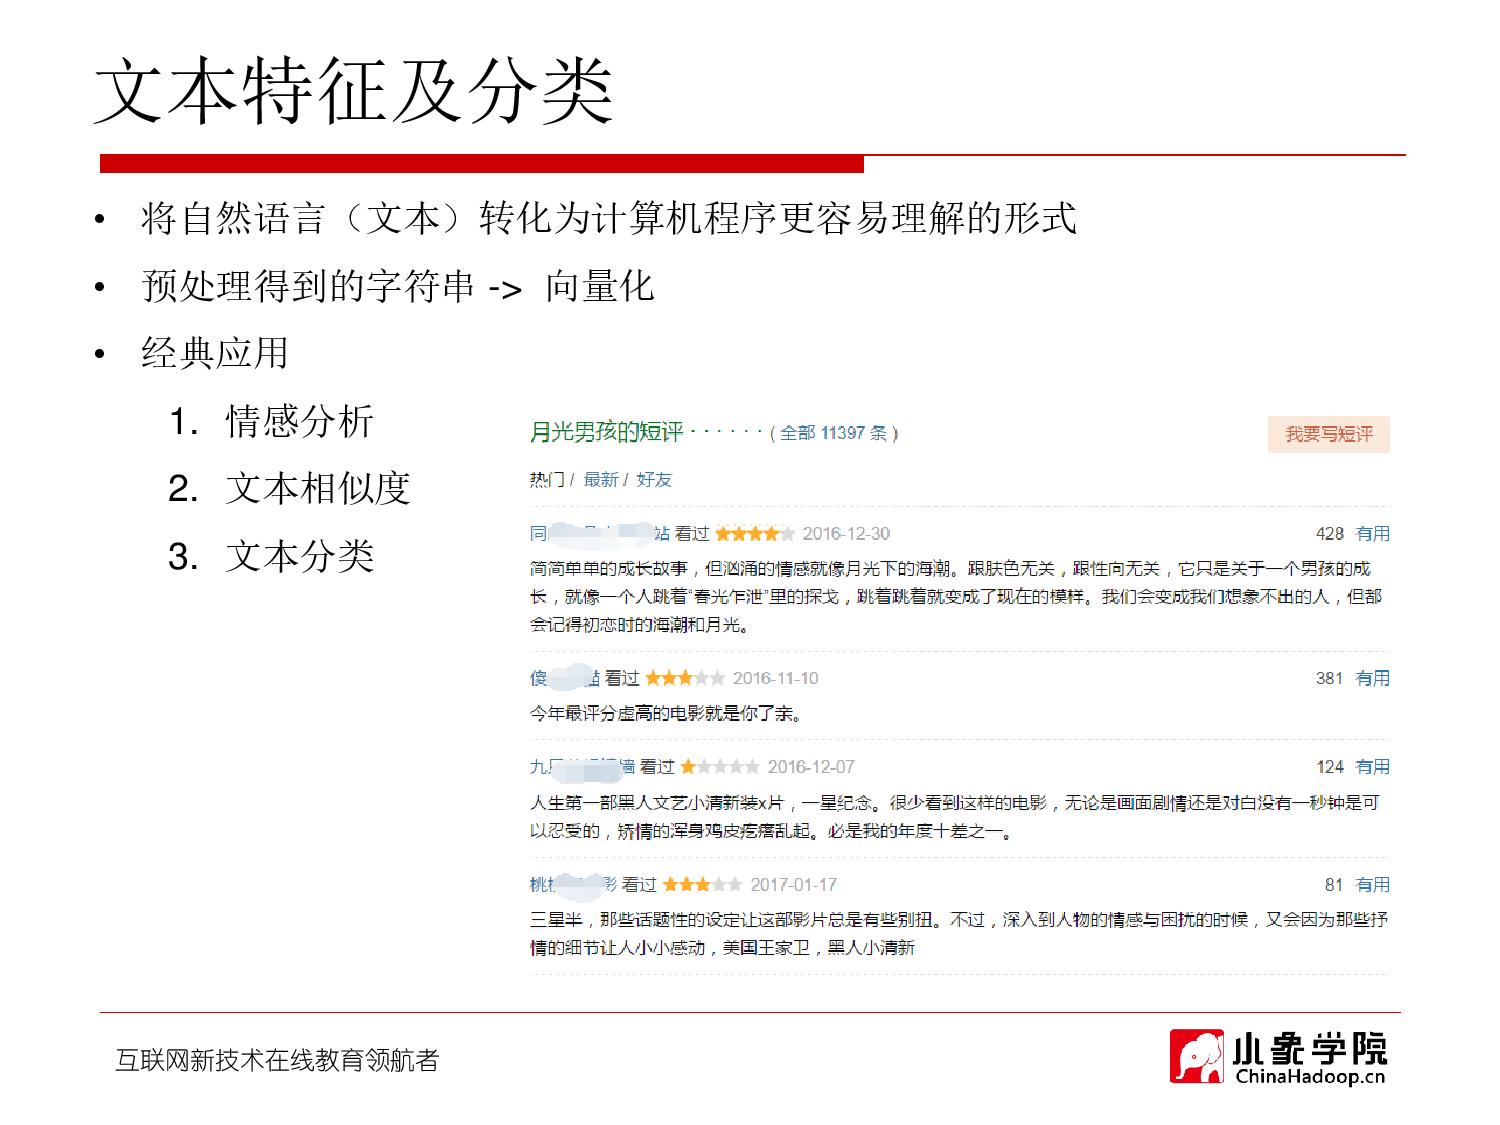 文本特征及分类
• 将自然语言（文本）转化为计算机程序更容易理解的形式
• 预处理得到的字符串 -> 向量化
• 经典应用
1. 情感分析
2. 文本相似度
3. 文本分类
月光男孩的短评 · · · · · · ( 全部 11397 条 )
我要写短评
热门 / 最新 / 好友
同 站 看过 2016-12-30 428 有用
简简单单的成长故事，但汹涌的情感就像月光下的海潮。跟肤色无关，跟性向无关，它只是关于一个男孩的成
长，就像一个人跳着“春光乍泄”里的探戈，跳着跳着就变成了现在的模样。我们会变成我们想象不出的人，但都
会记得初恋时的海潮和月光。
傻 猫 看过 2016-11-10 381 有用
今年最评分虚高的电影就是你了亲。
九 墙 看过 2016-12-07 124 有用
人生第一部黑人文艺小清新装x片，一星纪念。很少看到这样的电影，无论是画面剧情还是对白没有一秒钟是可
以忍受的，矫情的浑身鸡皮疙瘩乱起。必是我的年度十差之一。
桃 影 看过 2017-01-17 81 有用
三星半，那些话题性的设定让这部影片总是有些别扭。不过，深入到人物的情感与困扰的时候，又会因为那些抒
情的细节让人小小感动，美国王家卫，黑人小清新
互联网新技术在线教育领航者
小象学院
ChinaHadoop.cn